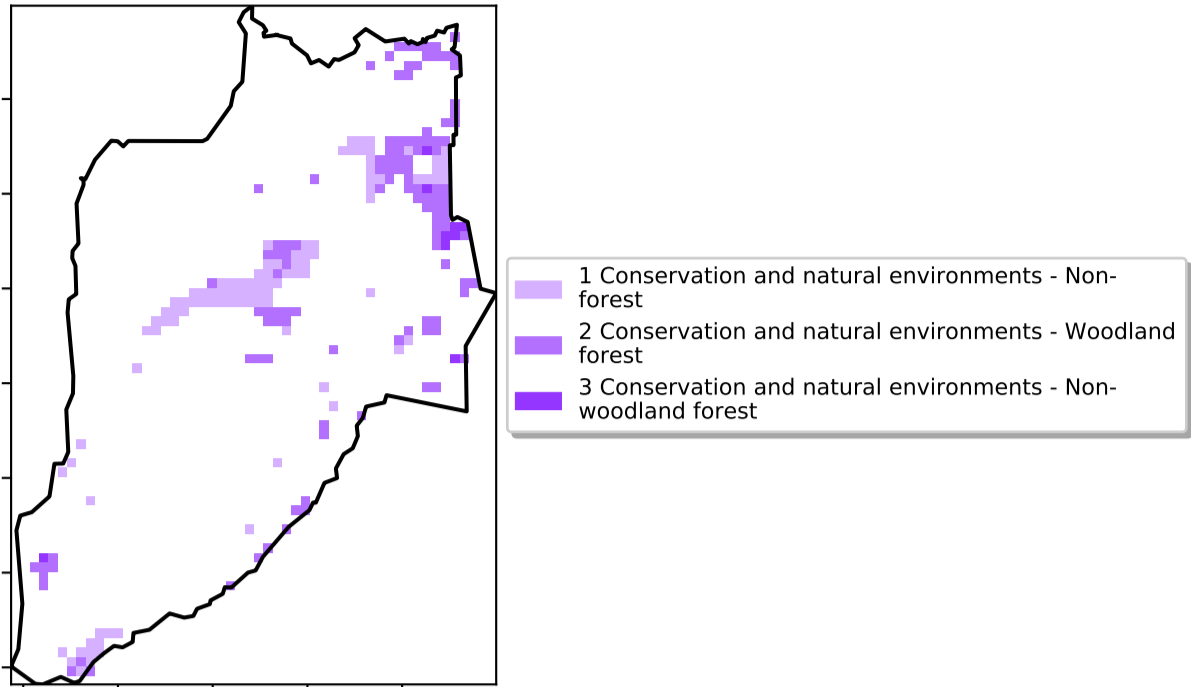 1 Conservation and natural environments - Non-
forest
2 Conservation and natural environments - Woodland
forest
3 Conservation and natural environments - Non-
woodland forest